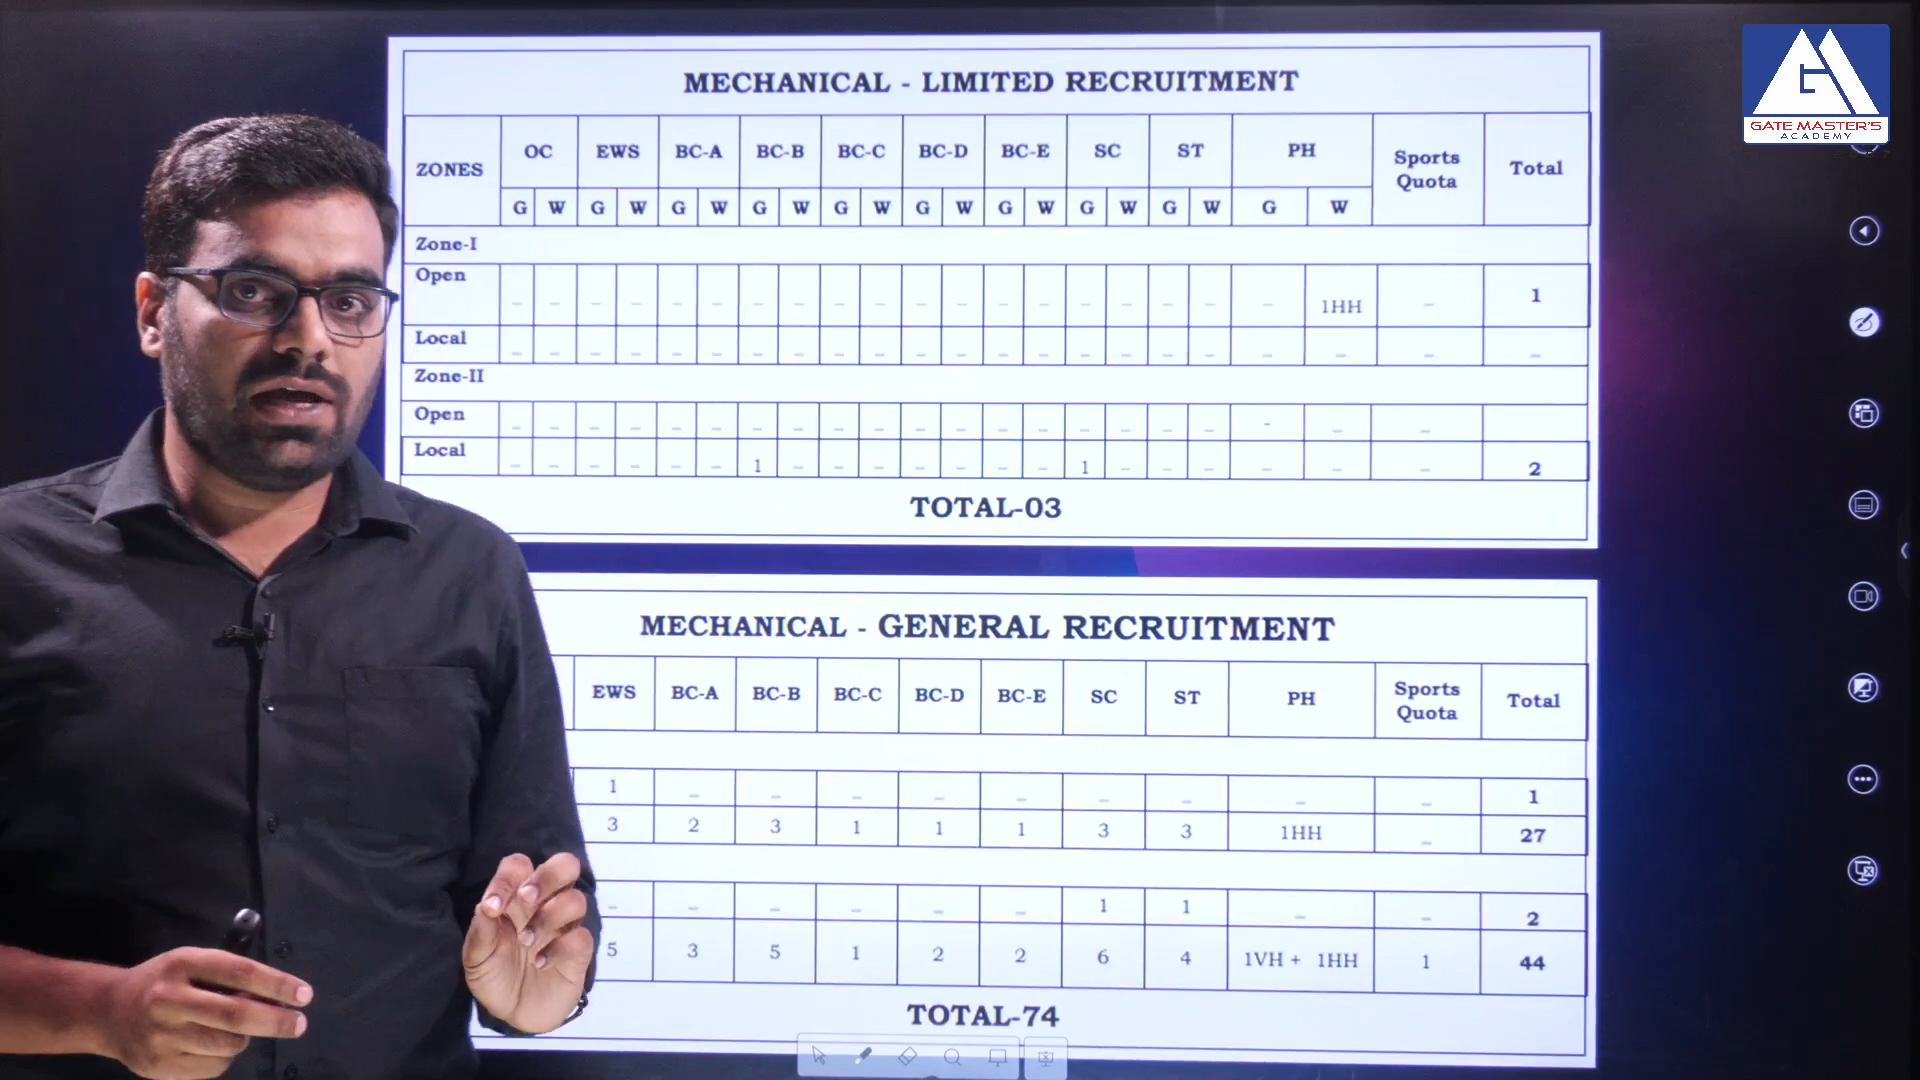 GATE MASTER'S
ACADEMY
MECHANICAL - LIMITED RECRUITMENT
ZONES OC EWS BC-A BC-B BC-C BC-D BC-E SC ST PH Sports Quota Total
G W G W G W G W G W G W G W G W G W G W
Zone-I
Open – – – – – – – – – – – – – – – – – – – 1HH – 1
Local – – – – – – – – – – – – – – – – – – – – – –
Zone-II
Open – – – – – – – – – – – – – – – – – – - – –
Local – – – – – – 1 – – – – – – – 1 – – – – – – 2
TOTAL-03
MECHANICAL - GENERAL RECRUITMENT
EWS BC-A BC-B BC-C BC-D BC-E SC ST PH Sports Quota Total
1 – – – – – – – – – 1
3 2 3 1 1 1 3 3 1HH – 27
– – – – – – 1 1 – – 2
5 3 5 1 2 2 6 4 1VH + 1HH 1 44
TOTAL-74